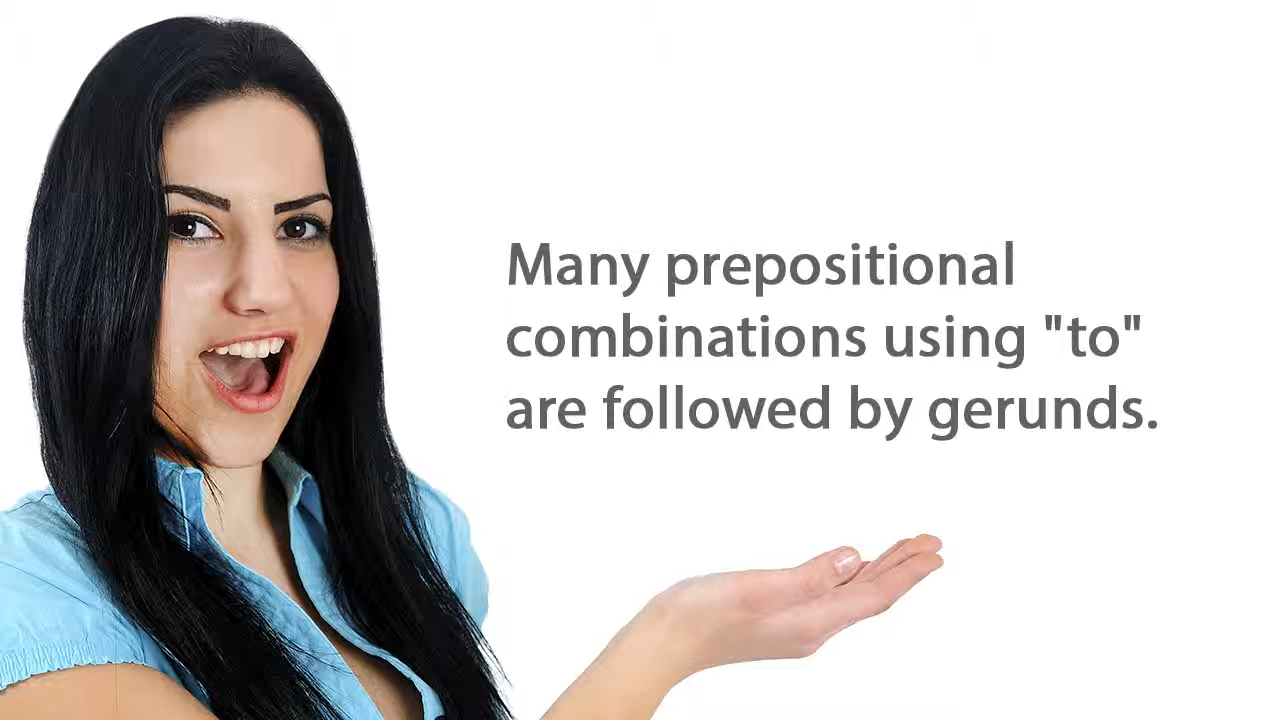 Many prepositional
combinations using "to"
are followed by gerunds.